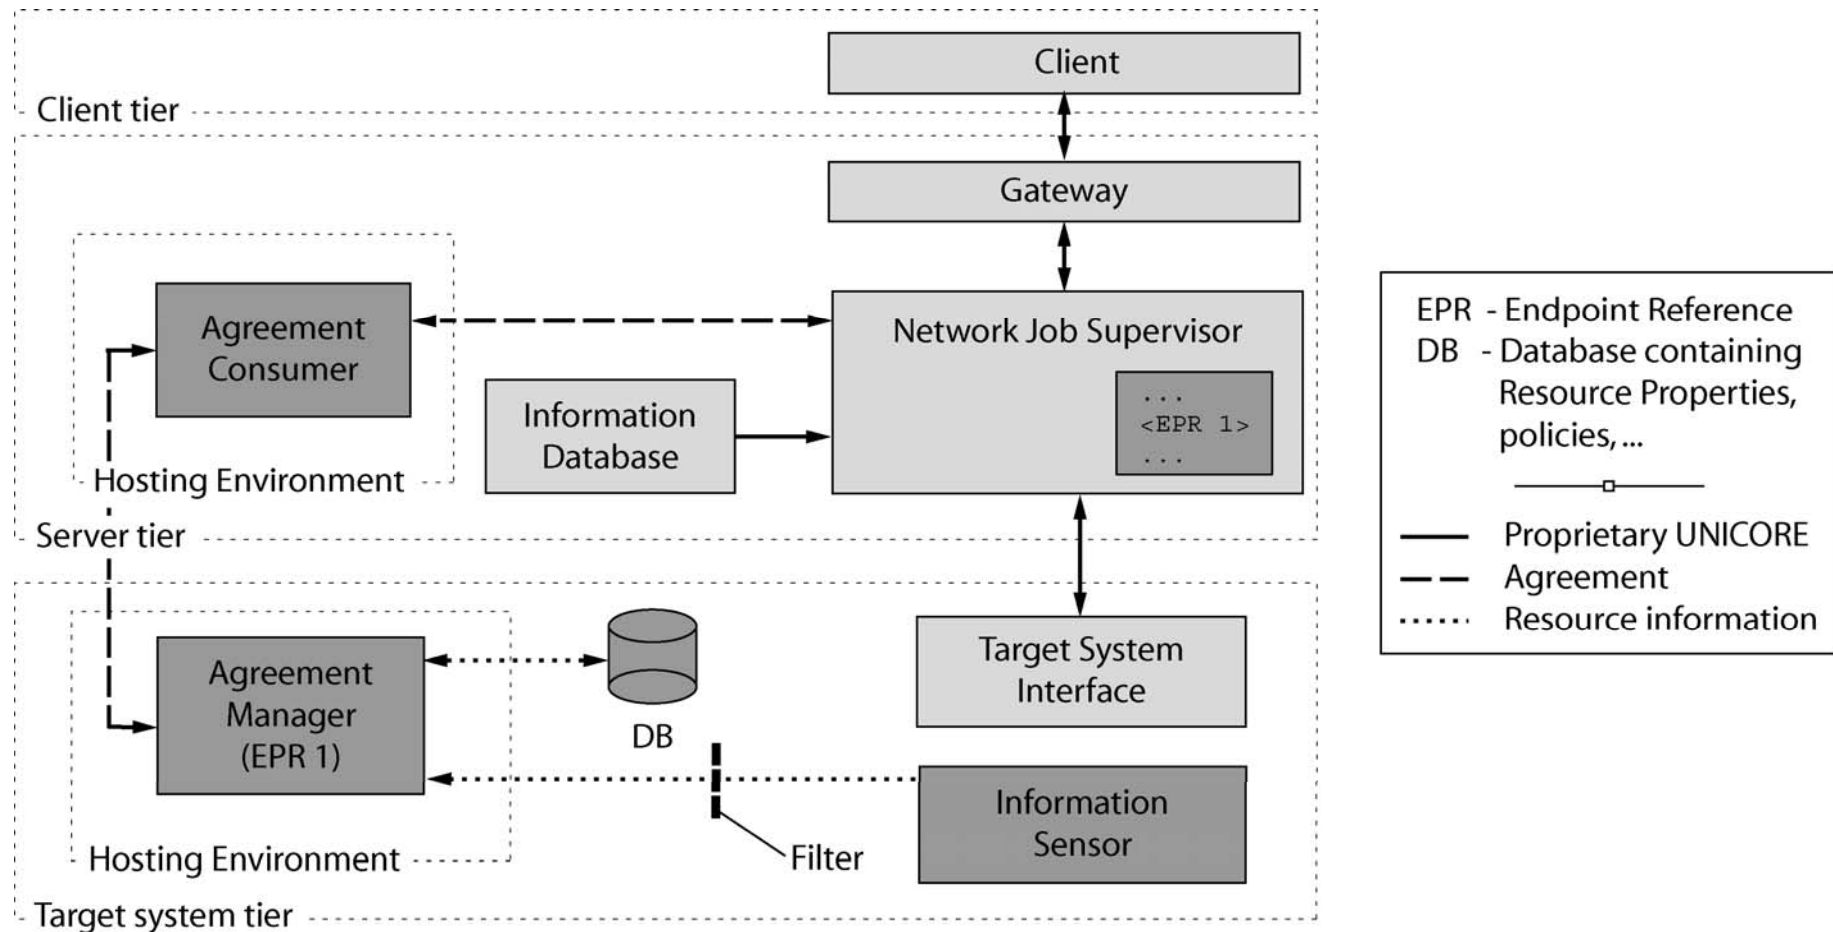 Client
Client tier
Gateway
Agreement
Consumer
Network Job Supervisor
...
<EPR 1>
...
Information
Database
Hosting Environment
Server tier
Agreement
Manager
(EPR 1)
DB
Target System
Interface
Information
Sensor
Filter
Hosting Environment
Target system tier
EPR - Endpoint Reference
DB - Database containing
Resource Properties,
policies, ...
Proprietary UNICORE
Agreement
Resource information